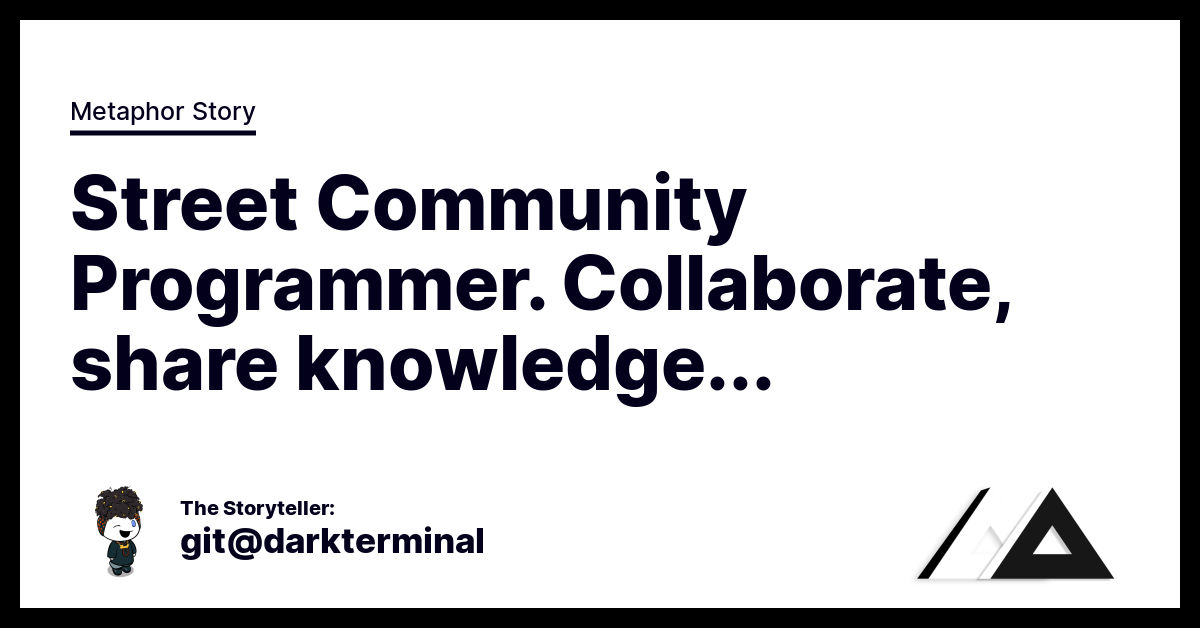 Metaphor Story
Street Community
Programmer. Collaborate,
share knowledge...
The Storyteller:
git@darkterminal